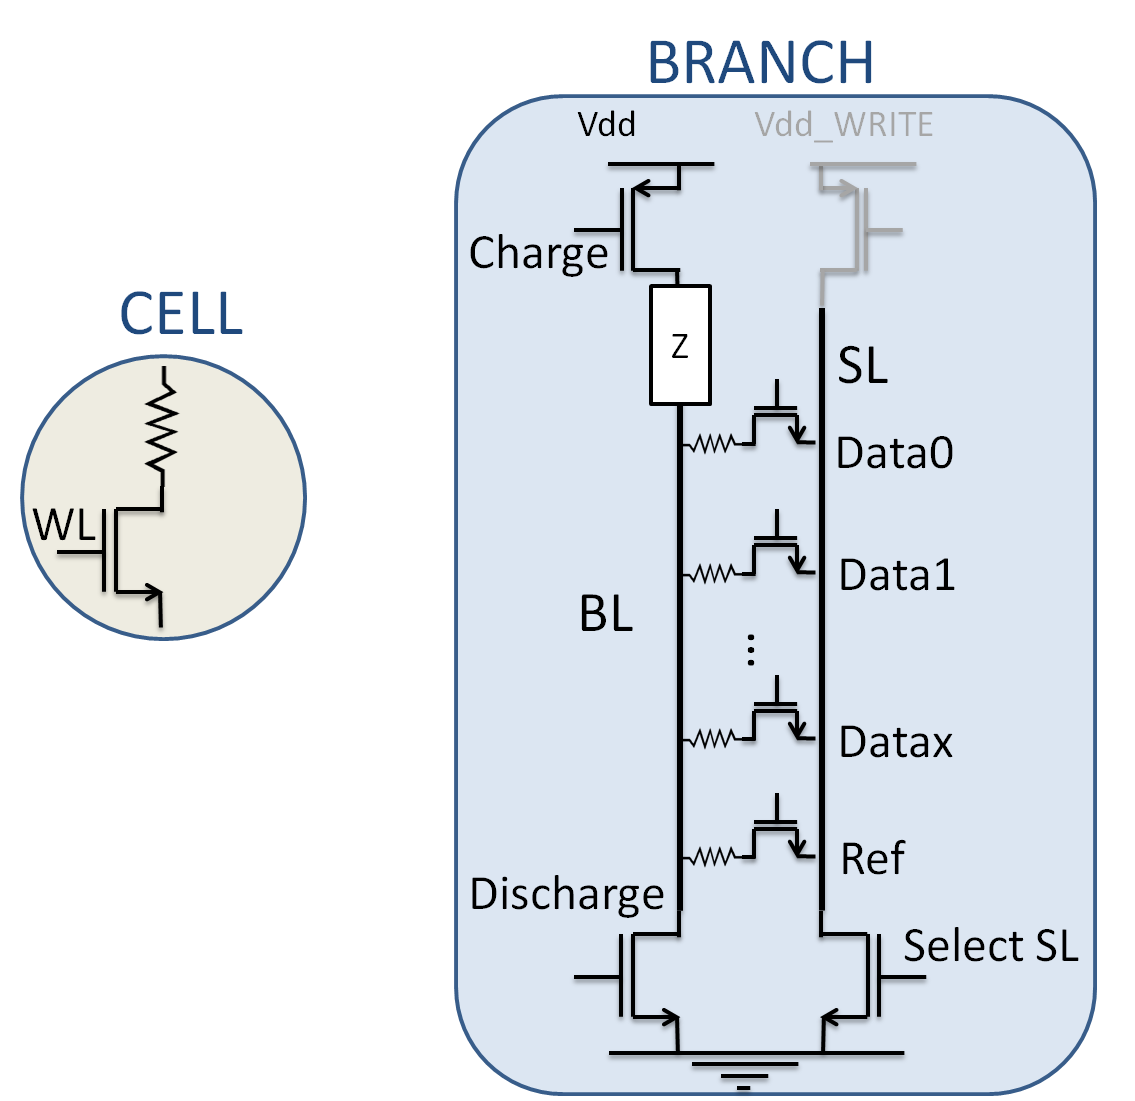 BRANCH
Vdd
Vdd_WRITE
Charge
CELL
Z
SL
Data0
WL
Data1
BL
...
Datax
Ref
Discharge
Select SL